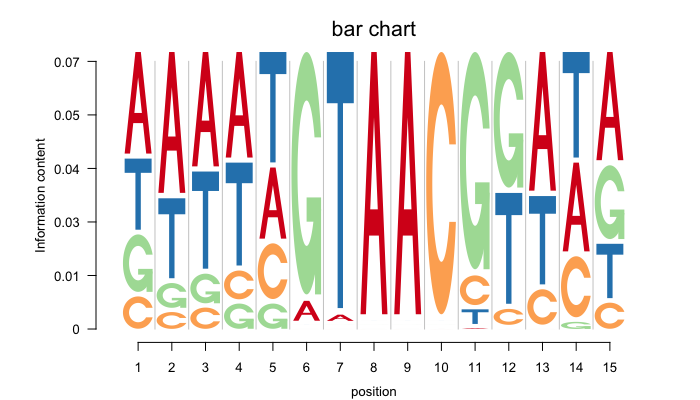 bar chart
Information content
0.07
0.05
0.04
0.03
0.01
0
A A A A T G T A A C G G A T A
T T T T A A A C T T A G
G G G C C T C C C T
C C C G G G C
1 2 3 4 5 6 7 8 9 10 11 12 13 14 15
position